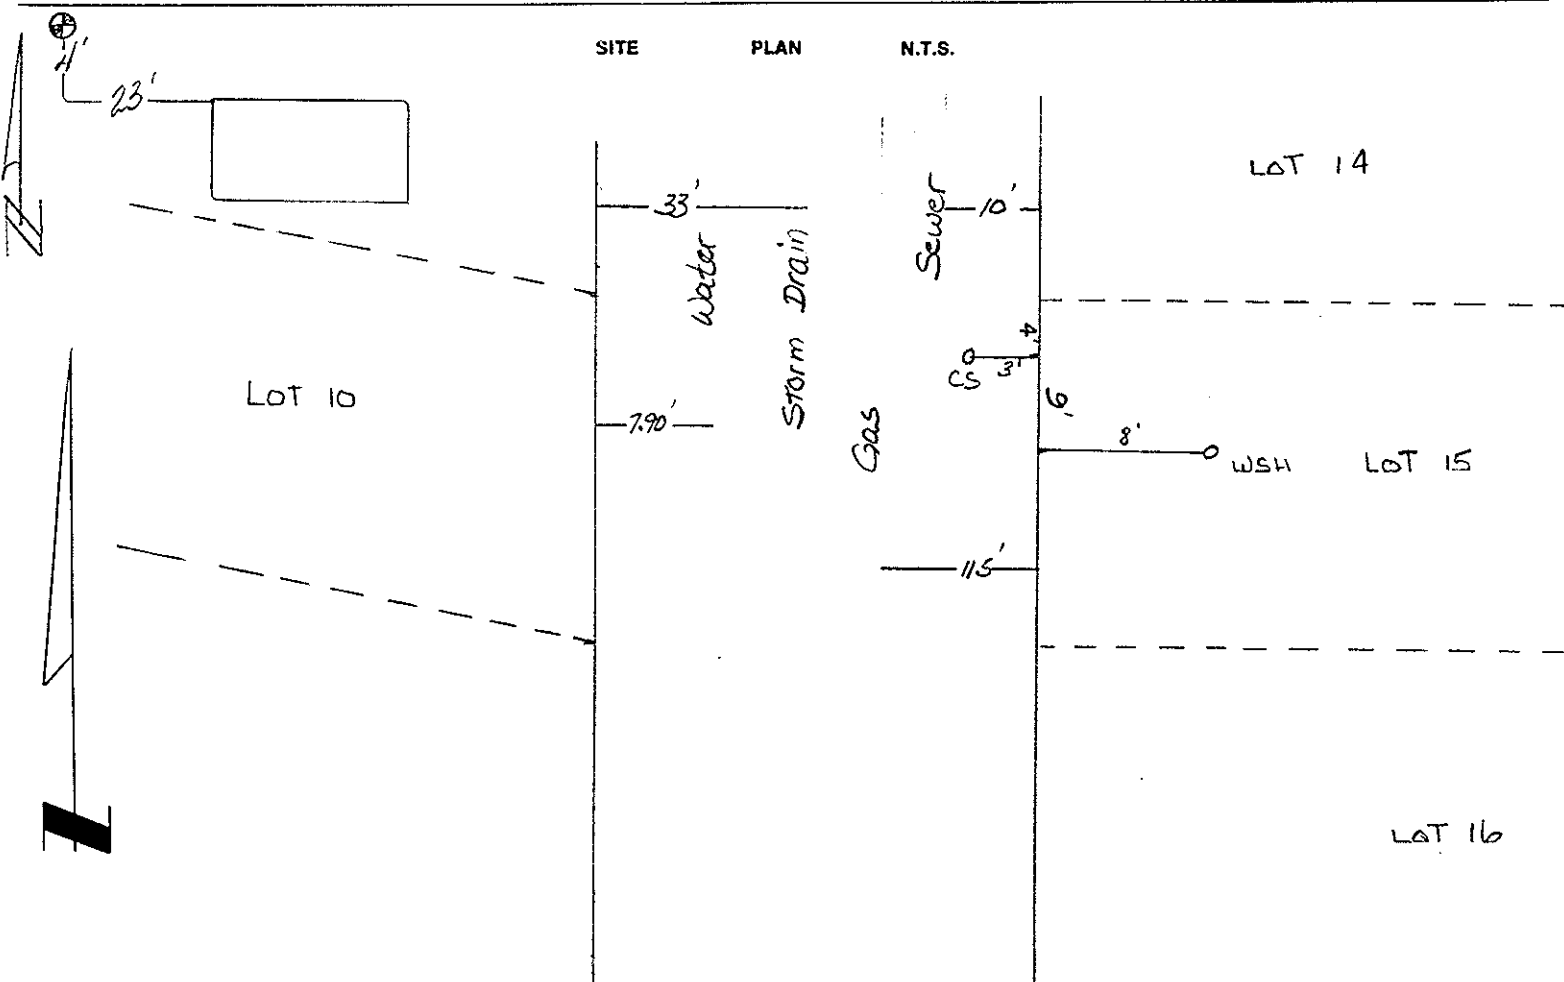 SITE PLAN N.T.S.
4'
23'
N
LOT 14
33'
Water
Storm Drain
Sewer
10'
4'
CS 3'
LOT 10
7.90'
Gas
6'
8'
WSH
LOT 15
115'
N
LOT 16